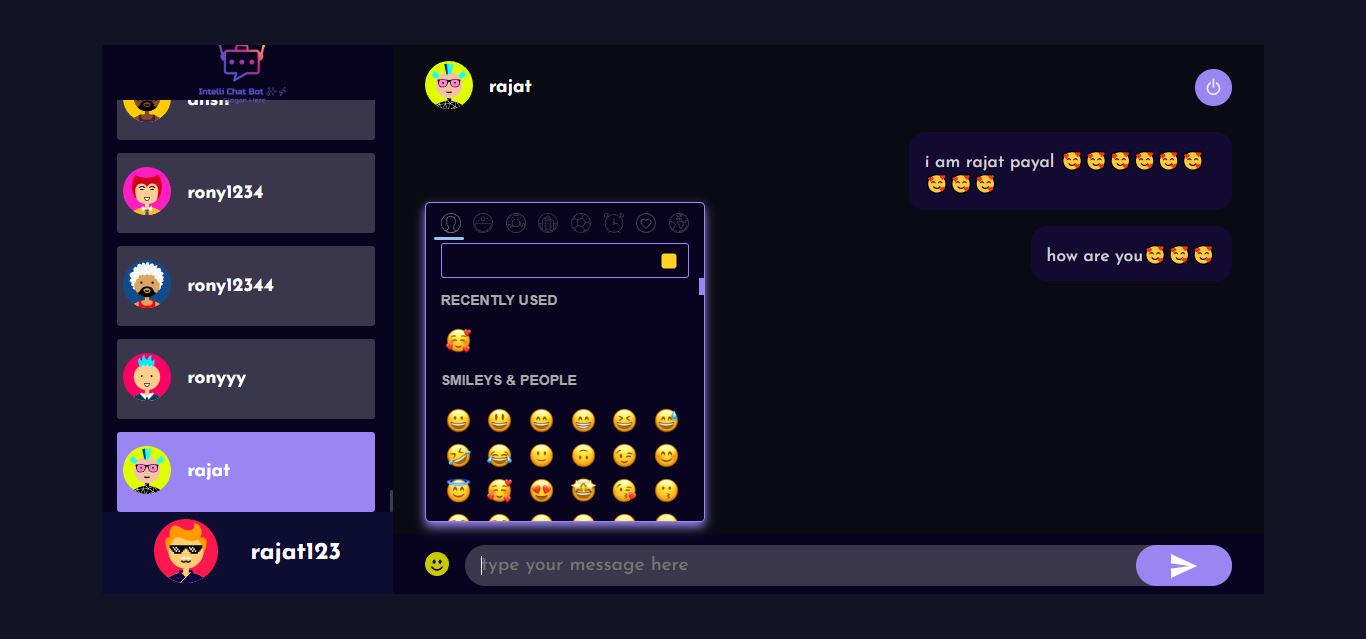 Intelli Chat Bot
rony1234
rony12344
ronyyy
rajat
rajat123
rajat
i am rajat payal 🥰🥰🥰🥰🥰🥰
🥰🥰🥰
how are you🥰🥰🥰
RECENTLY USED
SMILEYS & PEOPLE
type your message here